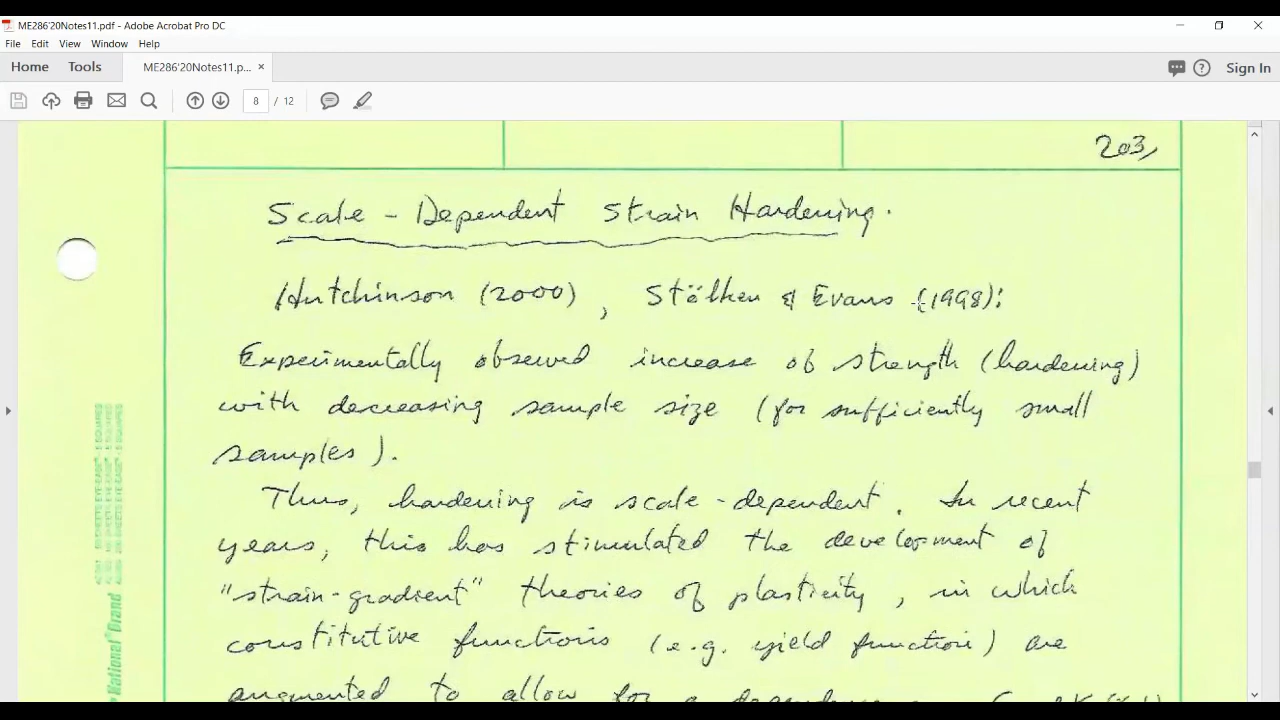 ME286'20Notes11.pdf - Adobe Acrobat Pro DC
File Edit View Window Help
Home Tools ME286'20Notes11.p... × Sign In
8 / 12
203,
Scale - Dependent Strain Hardening.
Hutchinson (2000), Stölken & Evans (1998):
Experimentally observed increase of strength (hardening)
with decreasing sample size (for sufficiently small
samples).
Thus, hardening is scale-dependent. In recent
years, this has stimulated the development of
"strain-gradient" theories of plasticity, in which
constitutive functions (e.g. yield function) are
augmented to allow for a dependence
National® Brand